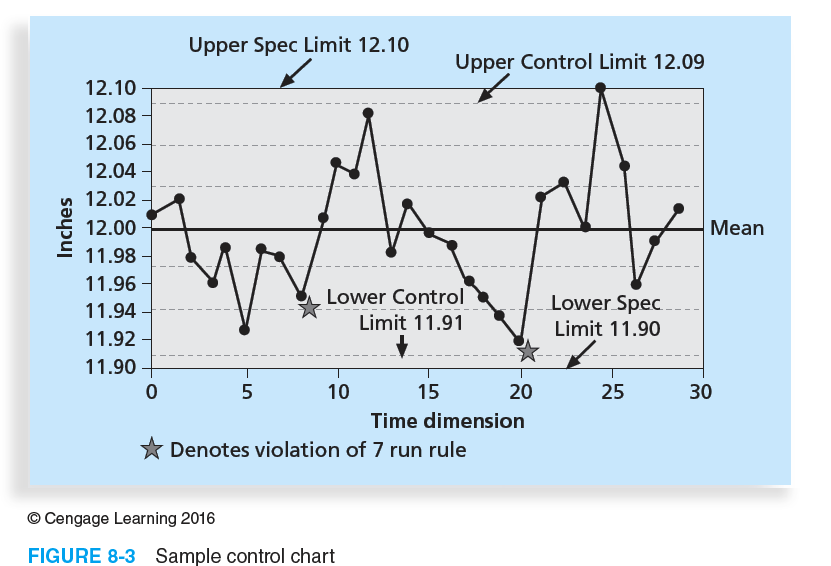 Upper Spec Limit 12.10
Upper Control Limit 12.09
12.10
12.08
12.06
12.04
12.02
12.00
11.98
11.96
11.94
11.92
11.90
Inches
Mean
Lower Control
Limit 11.91
Lower Spec
Limit 11.90
0
5
10
15
20
25
30
Time dimension
Denotes violation of 7 run rule
© Cengage Learning 2016
FIGURE 8-3 Sample control chart